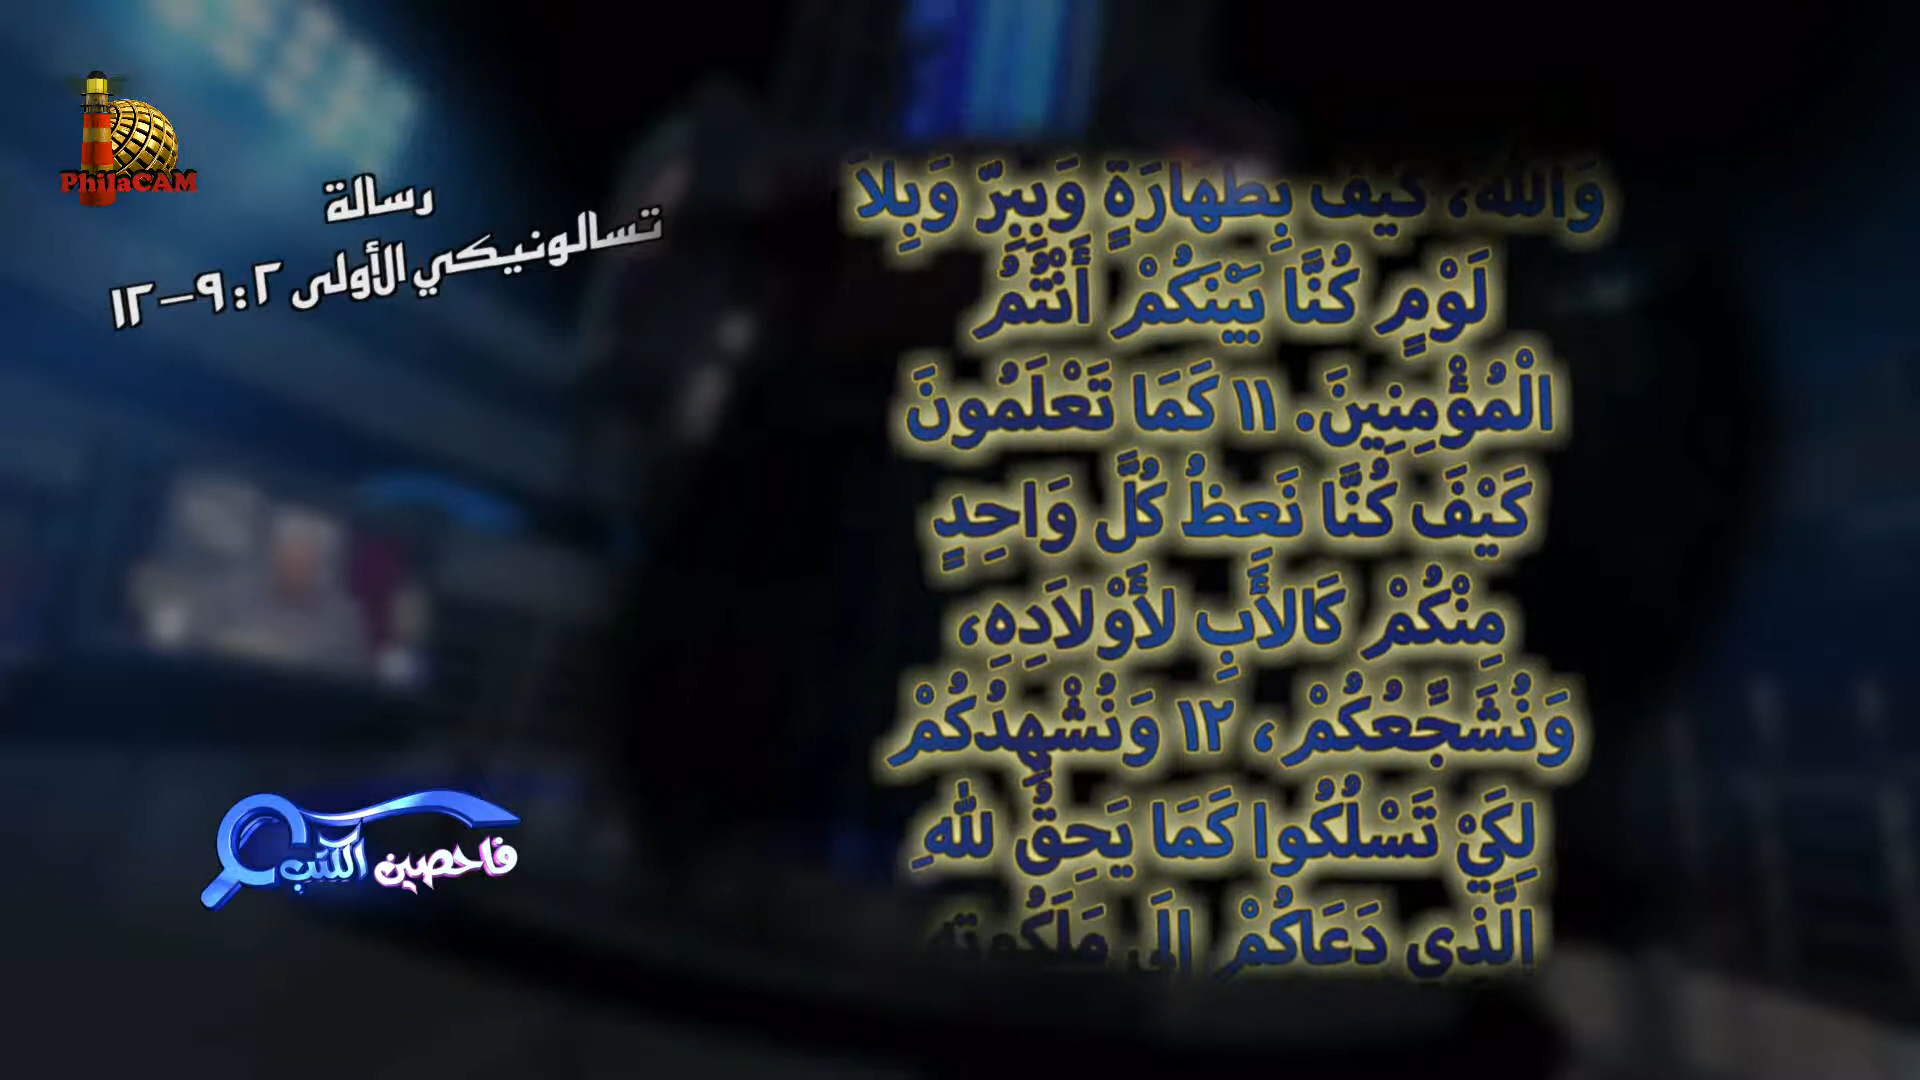 PhilaCAM
رسالة
تسالونيكي الأولى ٢: ٩-١٢
وَاللهُ، كَيْفَ بِطَهَارَةٍ وَبِبِرّ وَبِلاَ
لَوْمٍ كُنَّا بَيْنَكُمْ أَنْتُمُ
الْمُؤْمِنِينَ. ١١ كَمَا تَعْلَمُونَ
كَيْفَ كُنَّا نَعِظُ كُلَّ وَاحِدٍ
مِنْكُمْ كَالأَبِ لأَوْلاَدِهِ،
وَنُشَجِّعُكُمْ، ١٢ وَنُشْهِدُكُمْ
لِكَيْ تَسْلُكُوا كَمَا يَحِقُّ للهِ
الَّذِي دَعَاكُمْ إِلَى مَلَكُوتِهِ
فاحصين الكتب